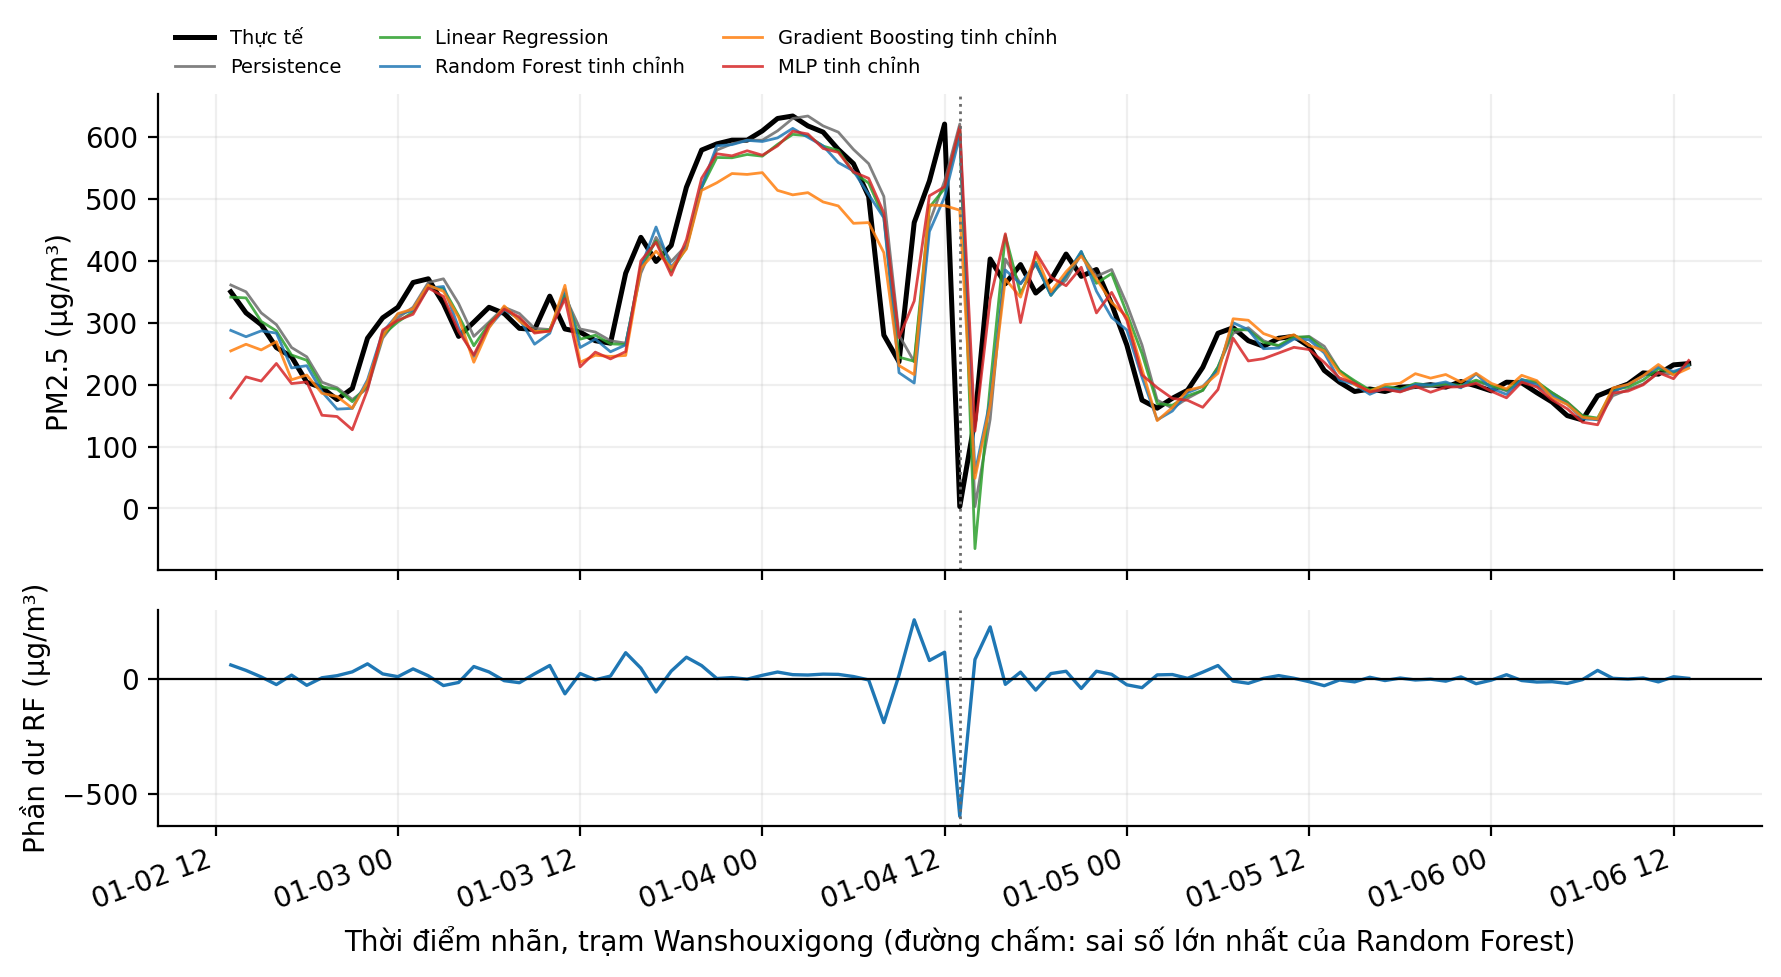 Thực tế
Persistence
Linear Regression
Random Forest tinh chỉnh
Gradient Boosting tinh chỉnh
MLP tinh chỉnh
PM2.5 (µg/m³)
600
500
400
300
200
100
0
Phần dư RF (µg/m³)
0
−500
01-02 12
01-03 00
01-03 12
01-04 00
01-04 12
01-05 00
01-05 12
01-06 00
01-06 12
Thời điểm nhãn, trạm Wanshouxigong (đường chấm: sai số lớn nhất của Random Forest)